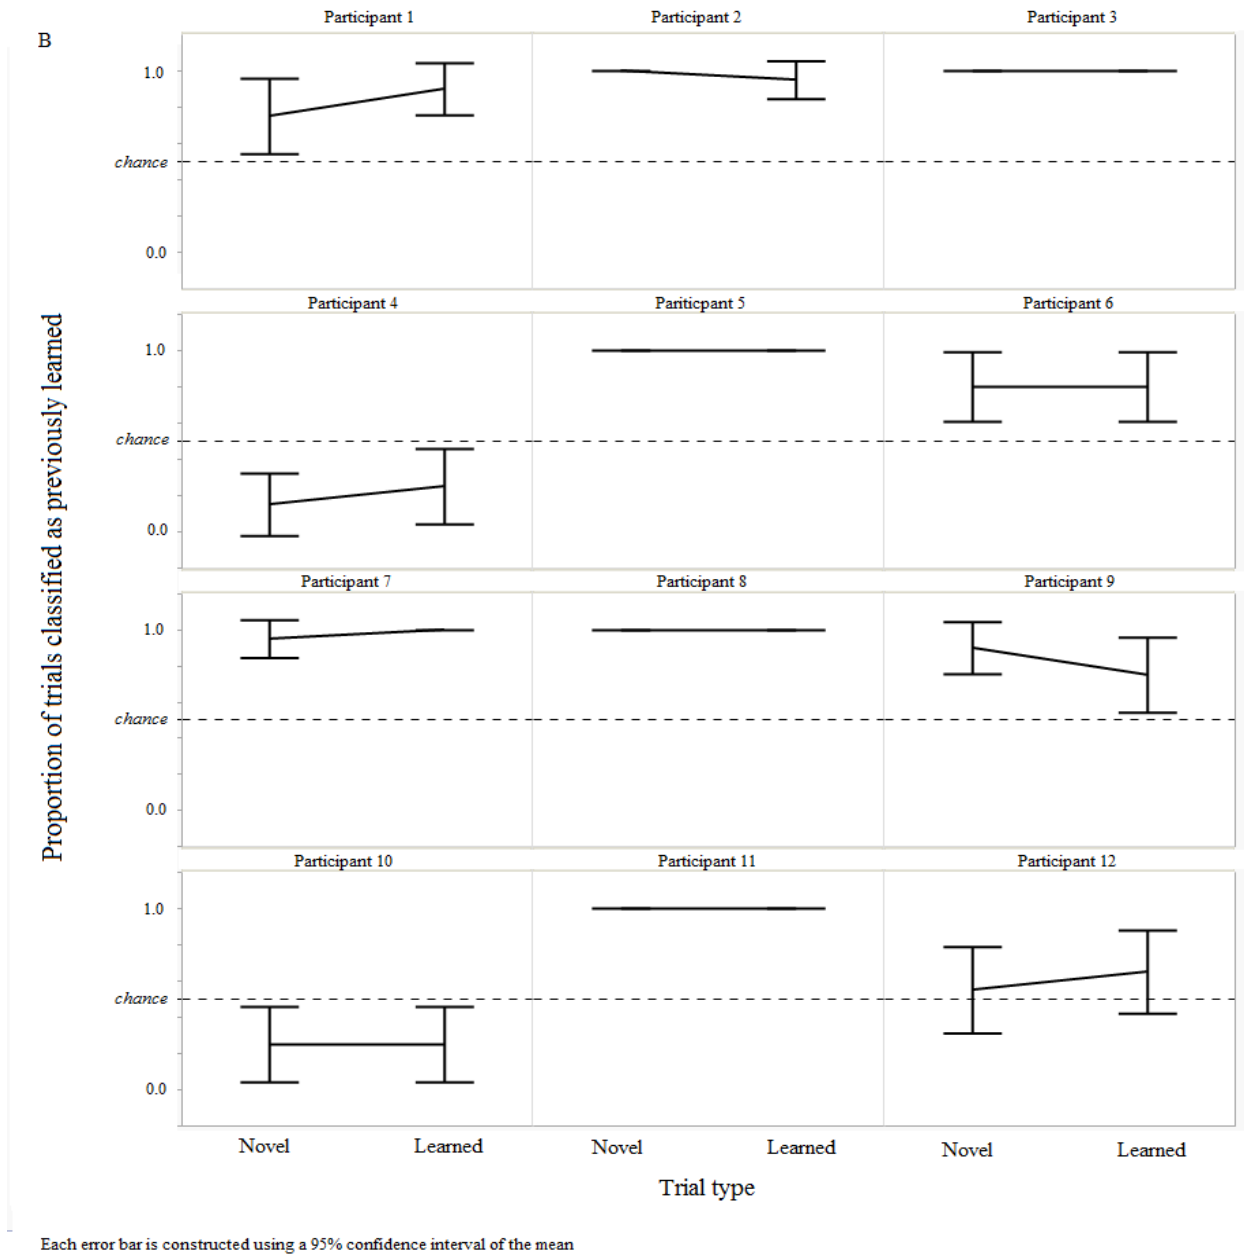 B
Participant 1
Participant 2
Participant 3
1.0
chance
0.0
Proportion of trials classified as previously learned
Participant 4
Pariticpant 5
Participant 6
1.0
chance
0.0
Participant 7
Participant 8
Participant 9
1.0
chance
0.0
Participant 10
Participant 11
Participant 12
1.0
chance
0.0
Novel
Learned
Novel
Learned
Novel
Learned
Trial type
Each error bar is constructed using a 95% confidence interval of the mean